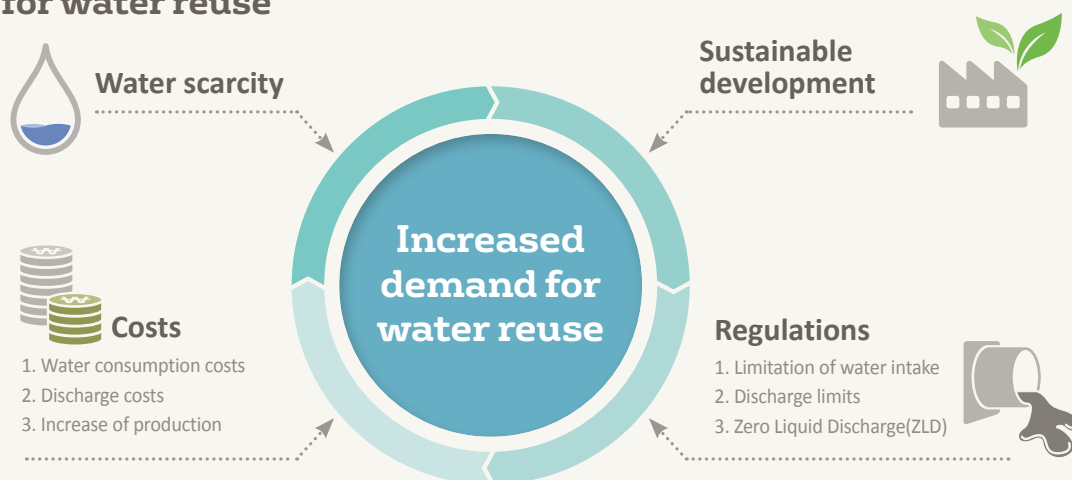 for water reuse
Water scarcity
Sustainable
development
Increased
demand for
water reuse
Costs
1. Water consumption costs
2. Discharge costs
3. Increase of production
Regulations
1. Limitation of water intake
2. Discharge limits
3. Zero Liquid Discharge(ZLD)